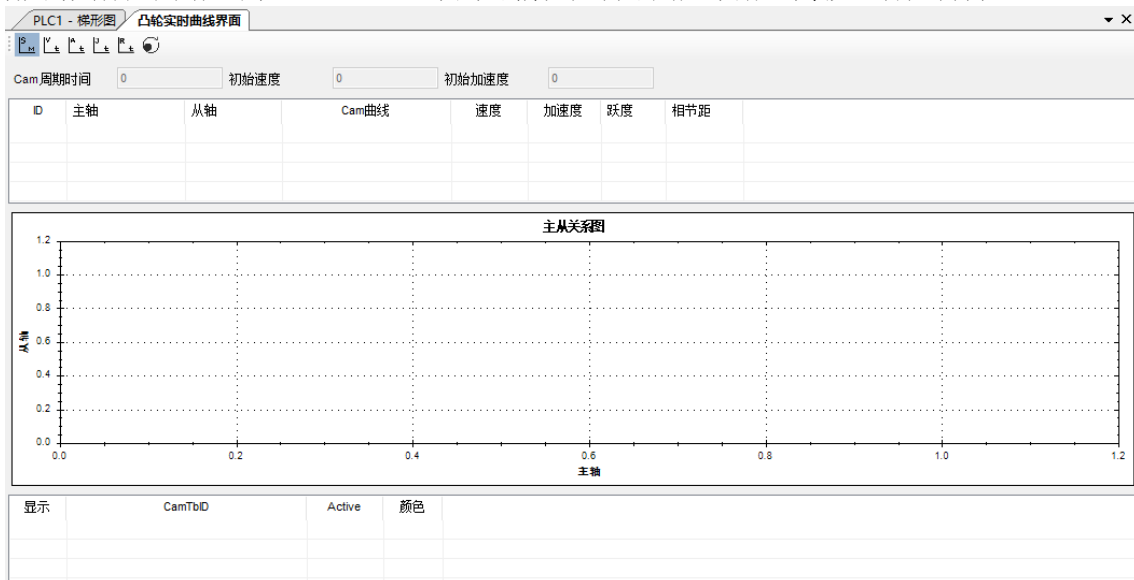 PLC1 - 梯形图 凸轮实时曲线界面
S M V t A t J t R t
Cam 周期时间 0 初始速度 0 初始加速度 0
ID 主轴 从轴 Cam曲线 速度 加速度 跃度 相节距
主从关系图
1.2
1.0
0.8
0.6
0.4
0.2
0.0
从轴
0.0 0.2 0.4 0.6 0.8 1.0 1.2
主轴
显示 CamTbID Active 颜色